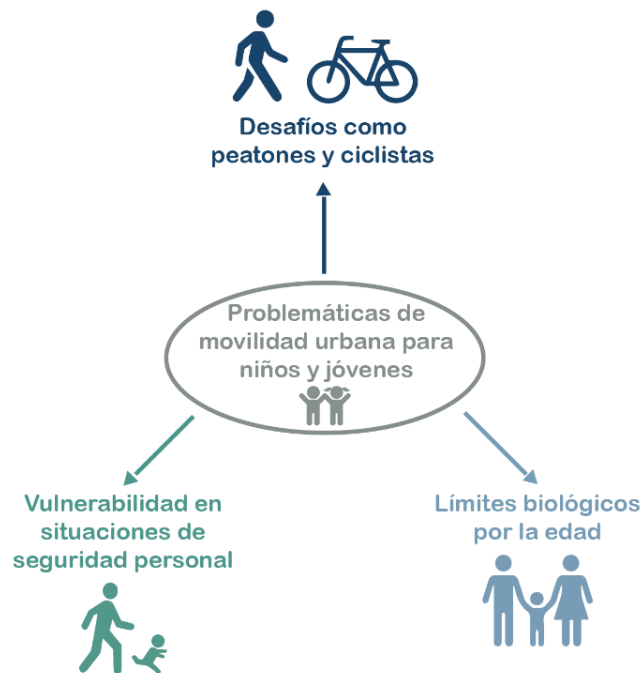 Desafíos como
peatones y ciclistas
Problemáticas de
movilidad urbana para
niños y jóvenes
Vulnerabilidad en
situaciones de
seguridad personal
Límites biológicos
por la edad